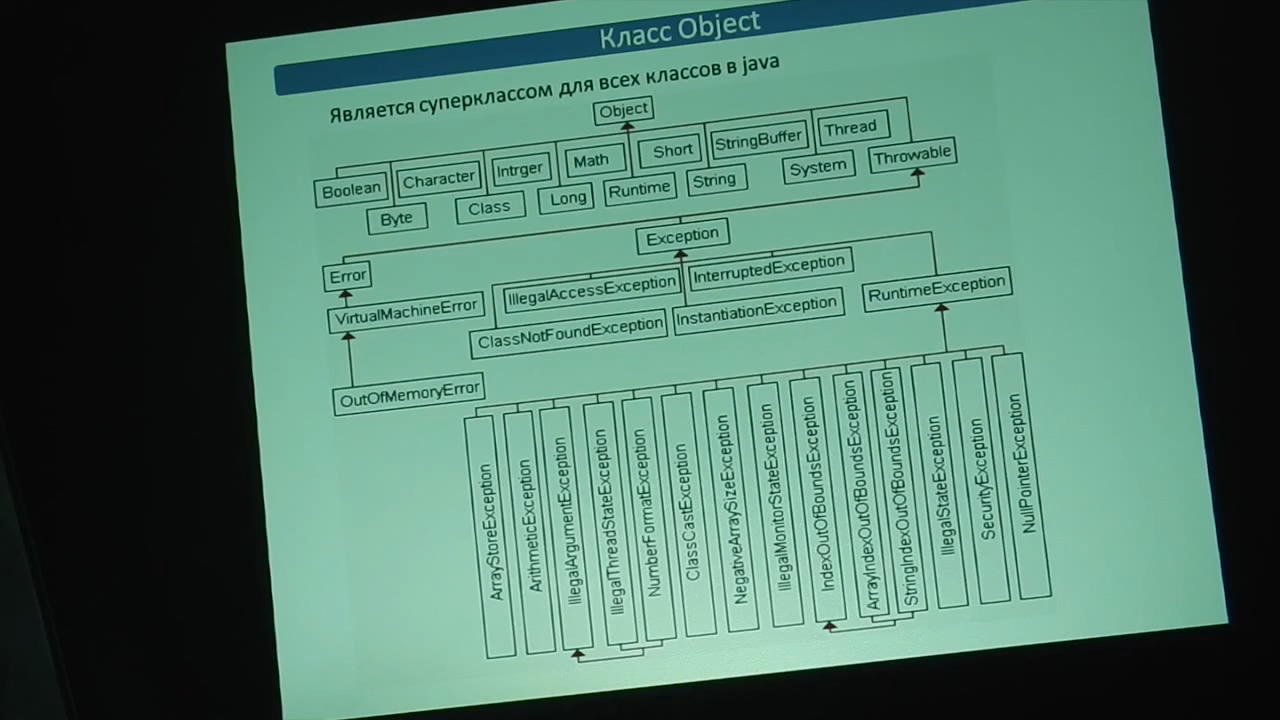 Класс Object
Является суперклассом для всех классов в java
Object
Boolean
Character
Intrger
Math
Short
StringBuffer
Thread
Byte
Class
Long
Runtime
String
System
Throwable
Exception
Error
IllegalAccessException
InterruptedException
VirtualMachineError
ClassNotFoundException
InstantiationException
RuntimeException
OutOfMemoryError
ArrayStoreException
ArithmeticException
IllegalArgumentException
IllegalThreadStateException
NumberFormatException
ClassCastException
NegativeArraySizeException
IllegalMonitorStateException
IndexOutOfBoundsException
ArrayIndexOutOfBoundsException
StringIndexOutOfBoundsException
IllegalStateException
SecurityException
NullPointerException